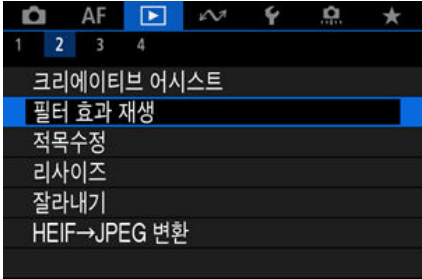 AF
1 2 3 4
크리에이티브 어시스트
필터 효과 재생
적목수정
리사이즈
잘라내기
HEIF→JPEG 변환